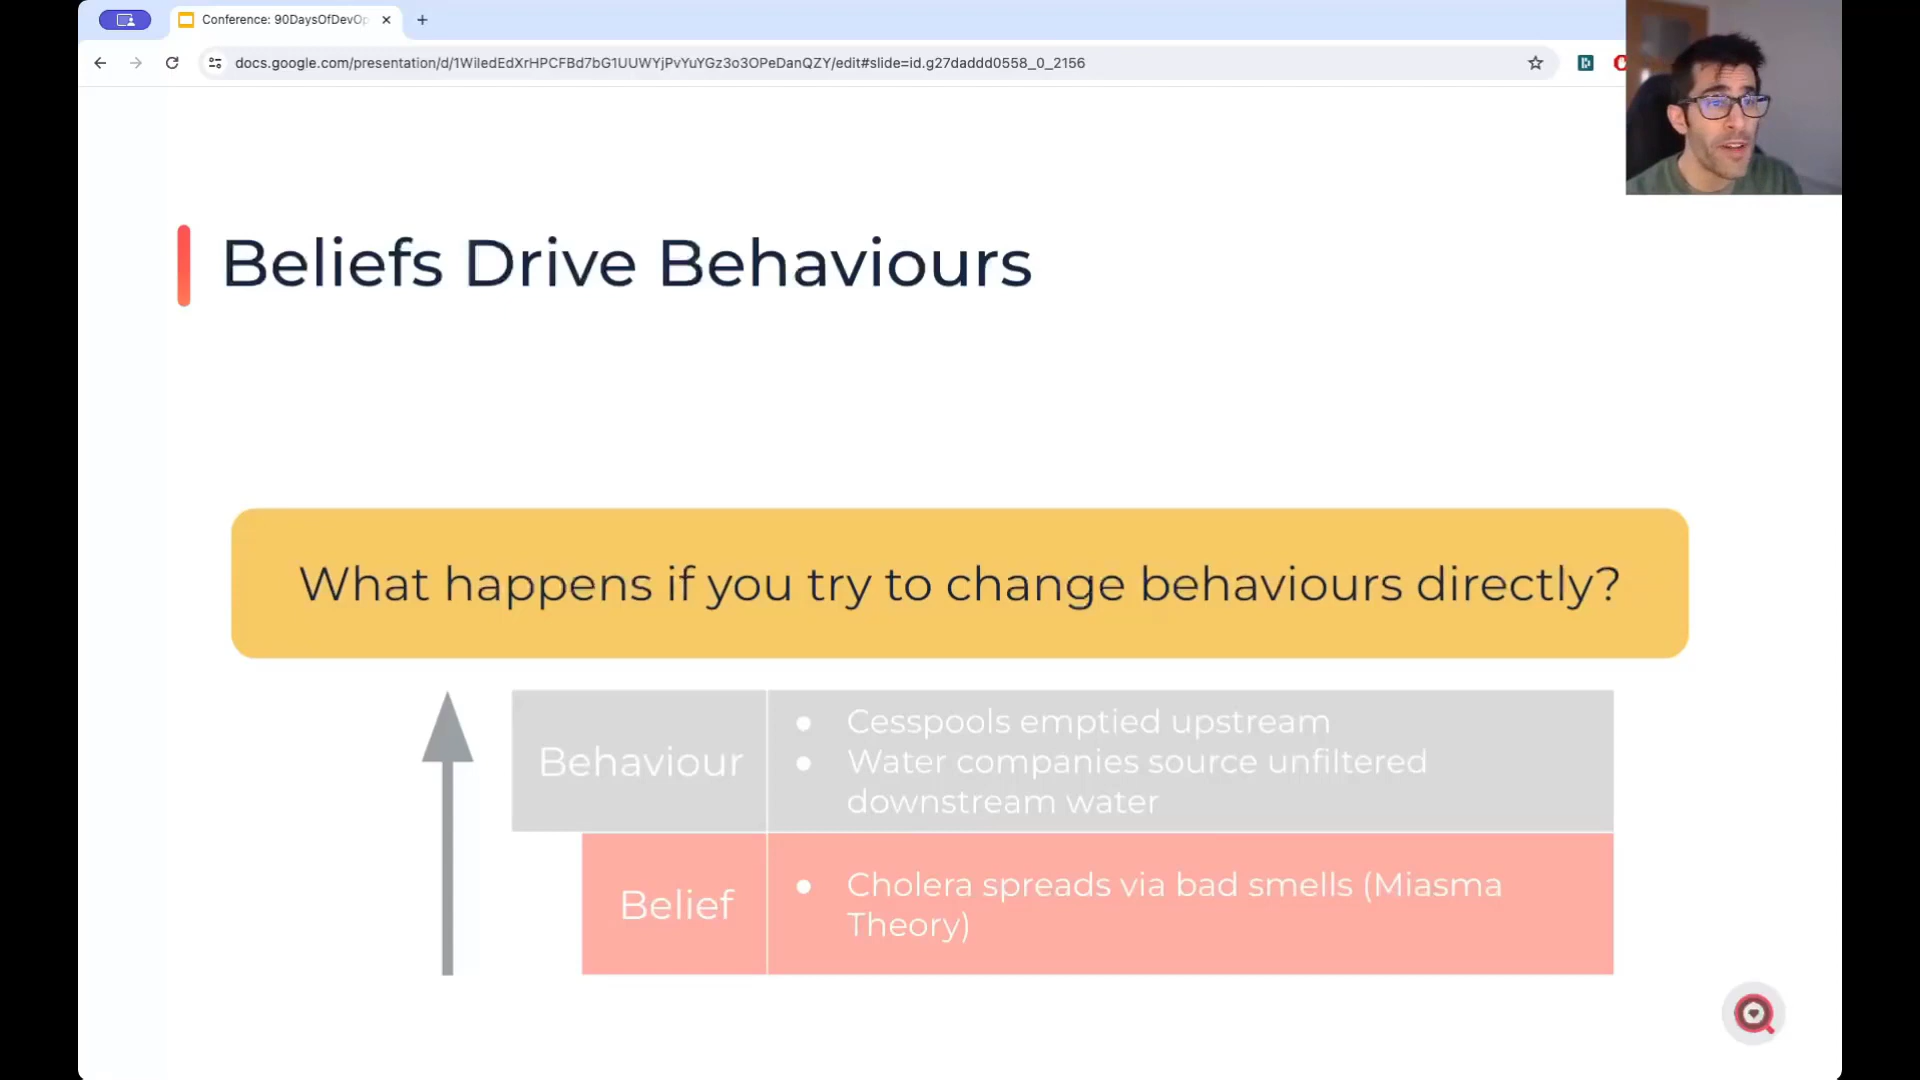 Conference: 90DaysOfDevOp
docs.google.com/presentation/d/1WiledEdXrHPCFBd7bG1UUWYjPvYuYGz3o3OPeDanQZY/edit#slide=id.g27daddd0558_0_2156
Beliefs Drive Behaviours
What happens if you try to change behaviours directly?
Behaviour
● Cesspools emptied upstream
● Water companies source unfiltered
downstream water
Belief
● Cholera spreads via bad smells (Miasma
Theory)